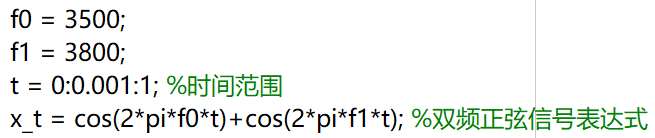 f0 = 3500;
f1 = 3800;
t = 0:0.001:1; %时间范围
x_t = cos(2*pi*f0*t)+cos(2*pi*f1*t); %双频正弦信号表达式